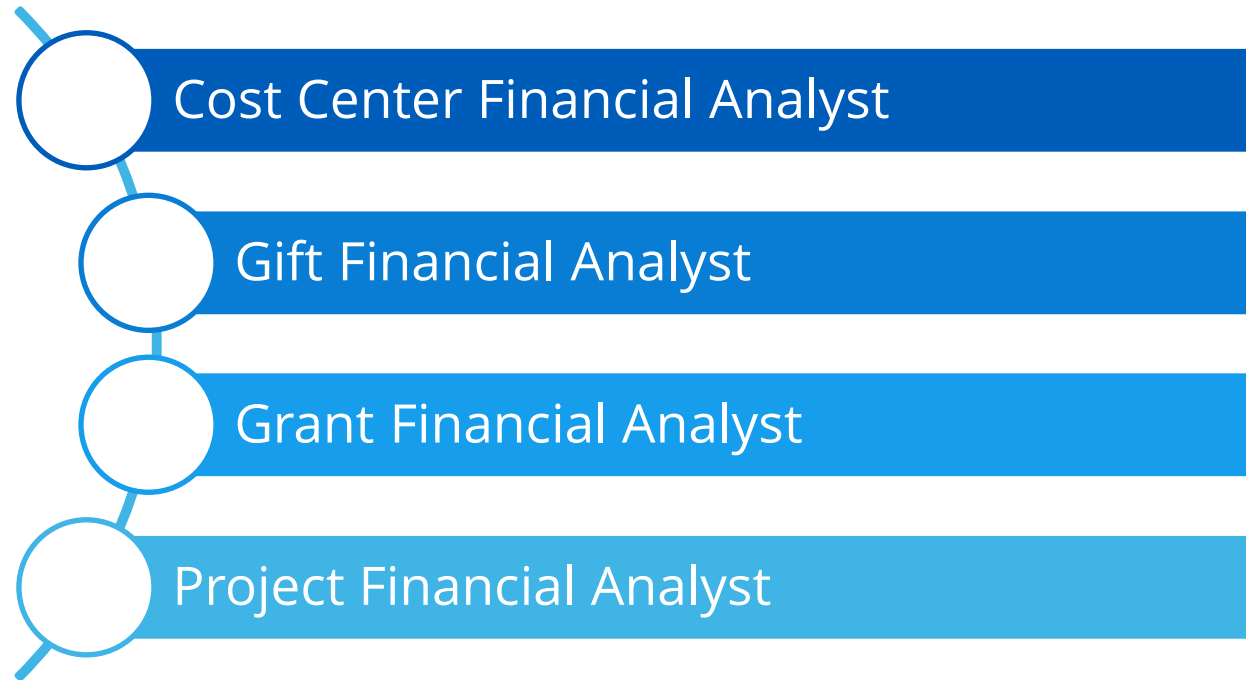 Cost Center Financial Analyst
Gift Financial Analyst
Grant Financial Analyst
Project Financial Analyst